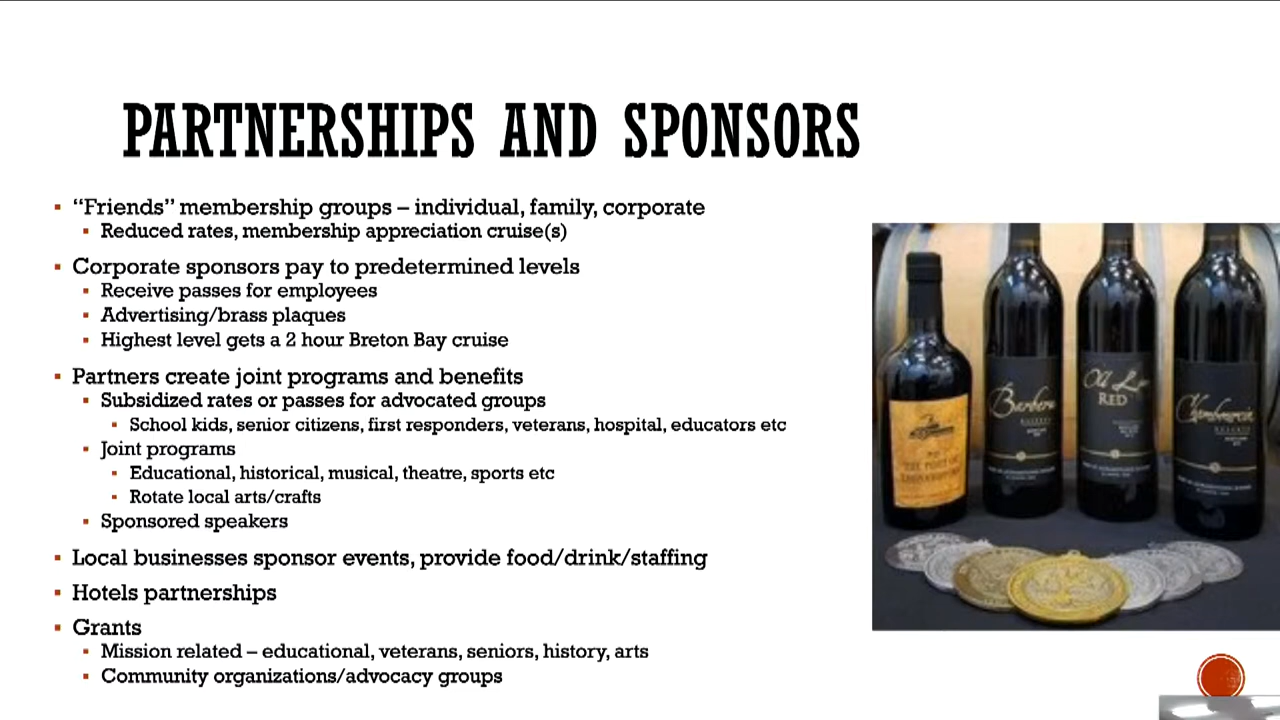 PARTNERSHIPS AND SPONSORS
“Friends” membership groups – individual, family, corporate
Reduced rates, membership appreciation cruise(s)
Corporate sponsors pay to predetermined levels
Receive passes for employees
Advertising/brass plaques
Highest level gets a 2 hour Breton Bay cruise
Partners create joint programs and benefits
Subsidized rates or passes for advocated groups
School kids, senior citizens, first responders, veterans, hospital, educators etc
Joint programs
Educational, historical, musical, theatre, sports etc
Rotate local arts/crafts
Sponsored speakers
Local businesses sponsor events, provide food/drink/staffing
Hotels partnerships
Grants
Mission related – educational, veterans, seniors, history, arts
Community organizations/advocacy groups
Barbera
RESERVE
Old Line
RED
Chambourcin
RESERVE